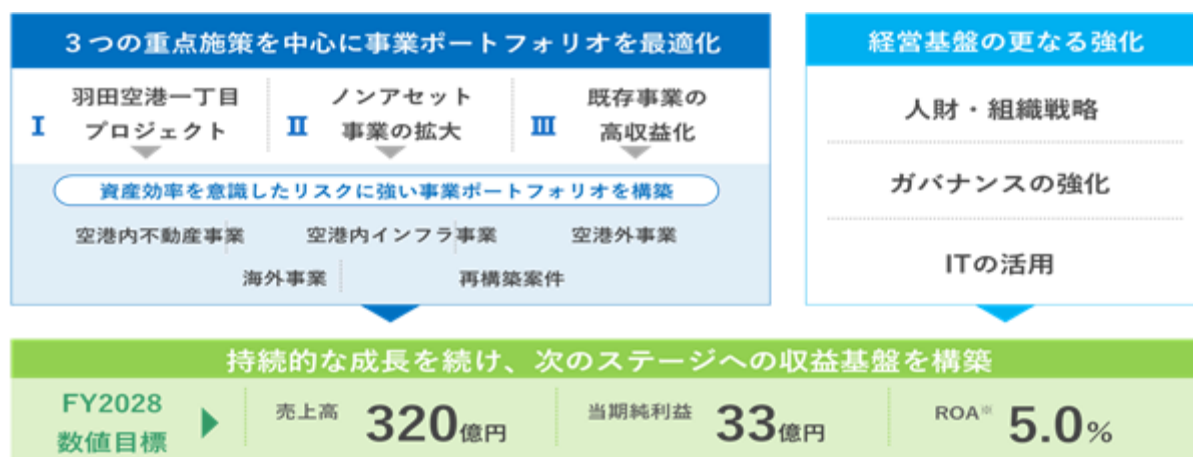 3つの重点施策を中心に事業ポートフォリオを最適化
I
羽田空港一丁目
プロジェクト
II
ノンアセット
事業の拡大
III
既存事業の
高収益化
資産効率を意識したリスクに強い事業ポートフォリオを構築
空港内不動産事業
空港内インフラ事業
空港外事業
海外事業
再構築案件
経営基盤の更なる強化
人財・組織戦略
ガバナンスの強化
ITの活用
持続的な成長を続け、次のステージへの収益基盤を構築
FY2028
数値目標
売上高 320億円
当期純利益 33億円
ROA※ 5.0%